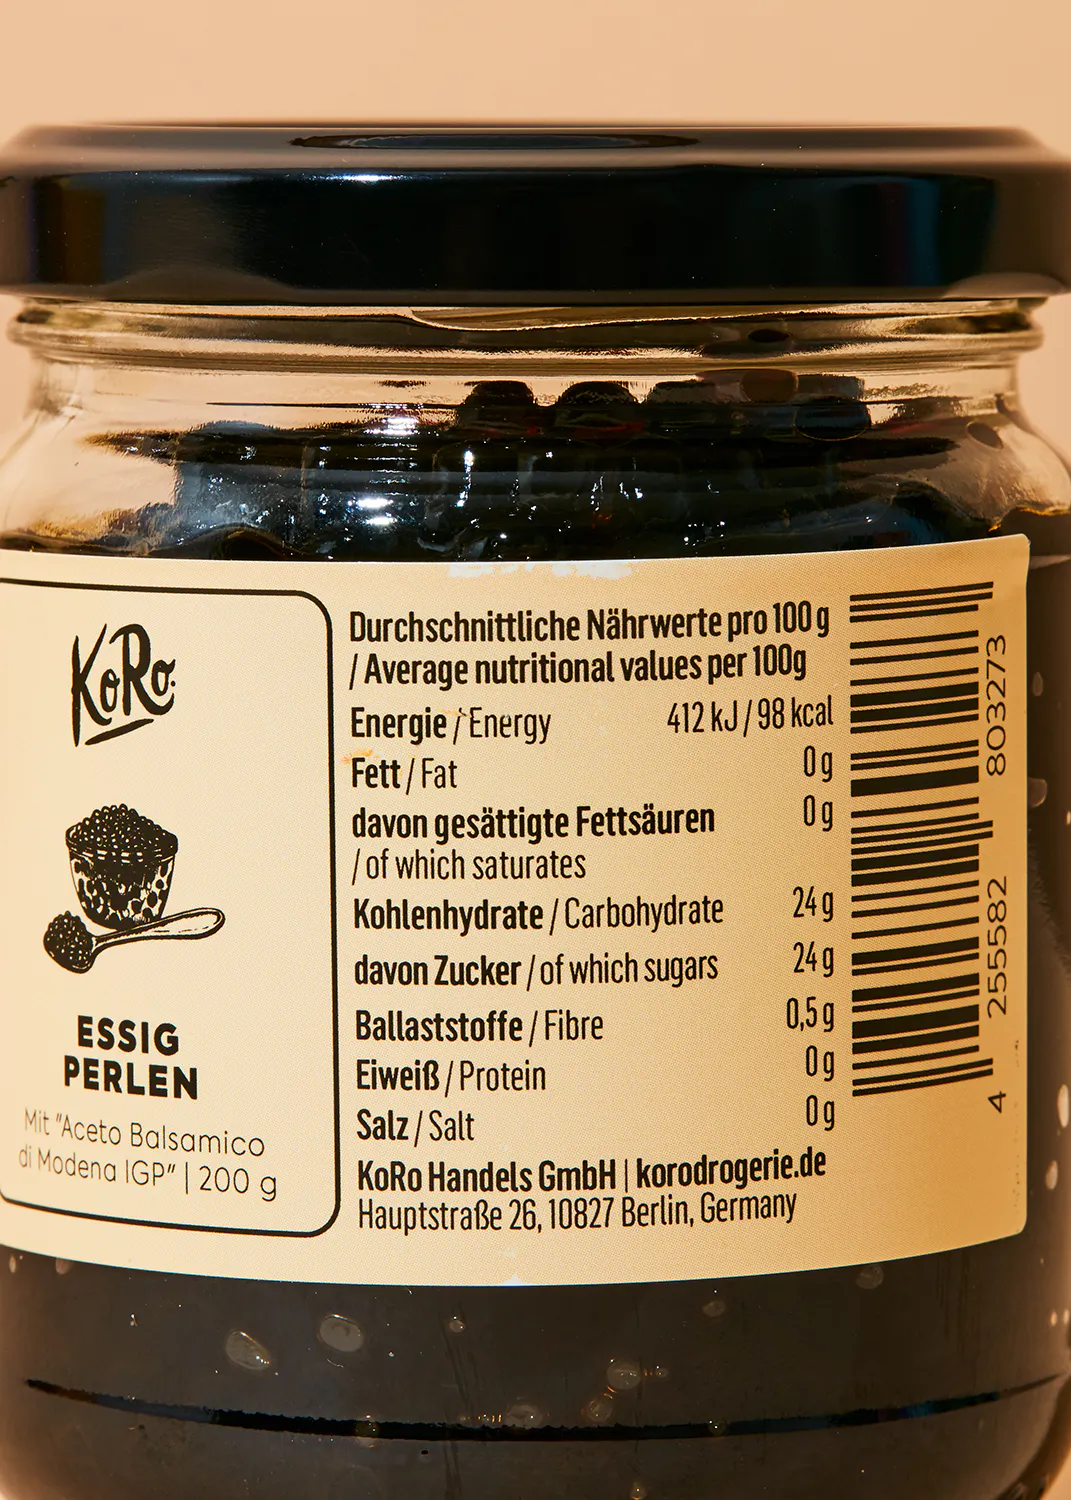 KoRo
ESSIG
PERLEN
Mit "Aceto Balsamico
di Modena IGP" | 200 g
Durchschnittliche Nährwerte pro 100 g
/ Average nutritional values per 100g
Energie / Energy 412 kJ / 98 kcal
Fett / Fat 0 g
davon gesättigte Fettsäuren 0 g
/ of which saturates
Kohlenhydrate / Carbohydrate 24 g
davon Zucker / of which sugars 24 g
Ballaststoffe / Fibre 0,5 g
Eiweiß / Protein 0 g
Salz / Salt 0 g
KoRo Handels GmbH | korodrogerie.de
Hauptstraße 26, 10827 Berlin, Germany
4 255582 803273